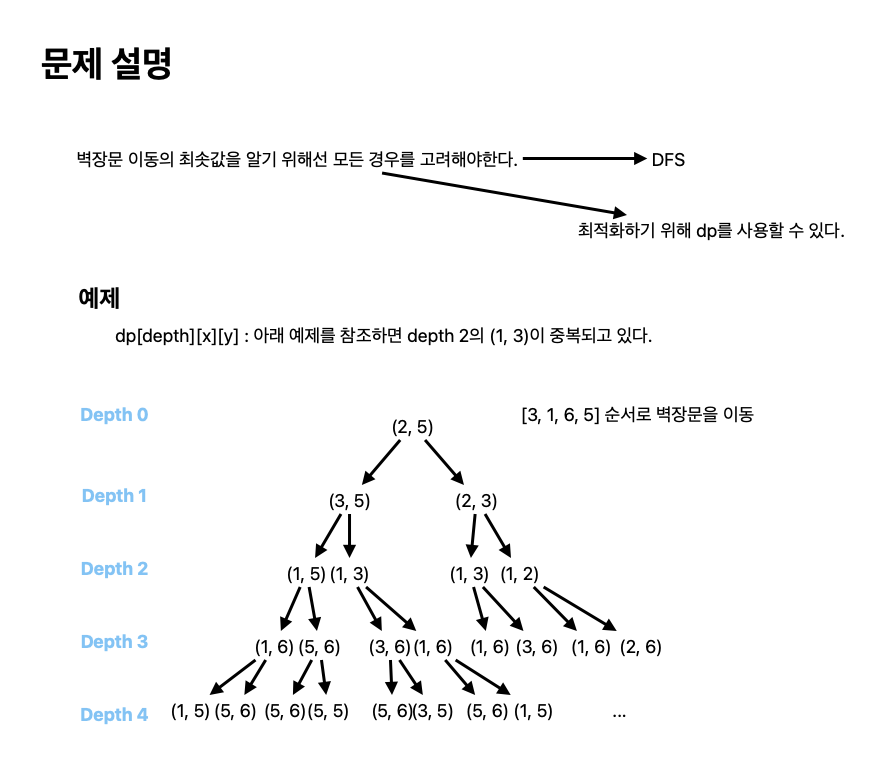 문제 설명
벽장문 이동의 최솟값을 알기 위해선 모든 경우를 고려해야한다. DFS
최적화하기 위해 dp를 사용할 수 있다.
예제
dp[depth][x][y] : 아래 예제를 참조하면 depth 2의 (1, 3)이 중복되고 있다.
Depth 0 (2, 5) [3, 1, 6, 5] 순서로 벽장문을 이동
Depth 1 (3, 5) (2, 3)
Depth 2 (1, 5) (1, 3) (1, 3) (1, 2)
Depth 3 (1, 6) (5, 6) (3, 6) (1, 6) (1, 6) (3, 6) (1, 6) (2, 6)
Depth 4 (1, 5) (5, 6) (5, 6) (5, 5) (5, 6) (3, 5) (5, 6) (1, 5) ...